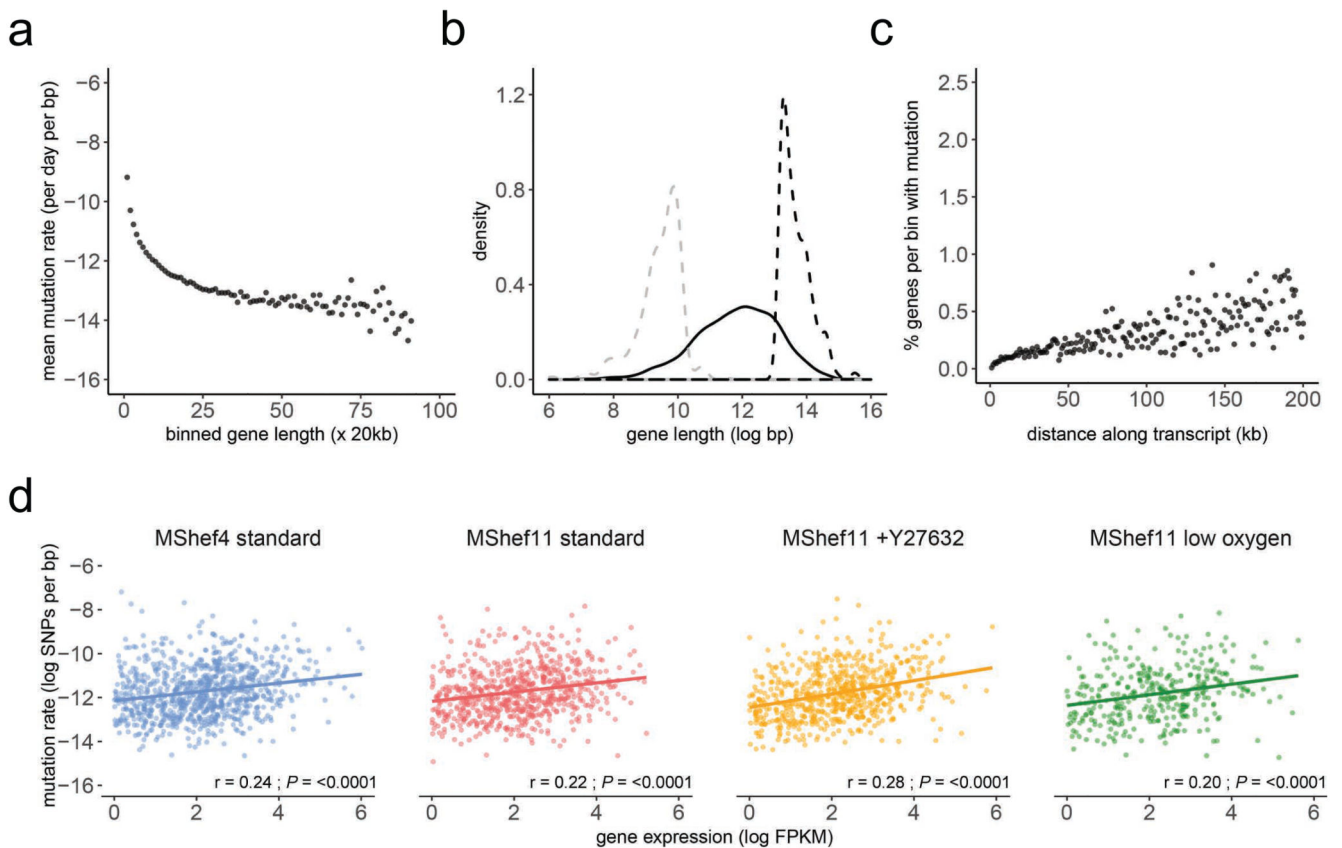 a
b
c
mean mutation rate (per day per bp)
−6
−8
−10
−12
−14
−16
0
25
50
75
100
binned gene length (x 20kb)
density
1.2
0.8
0.4
0.0
6
8
10
12
14
16
gene length (log bp)
% genes per bin with mutation
2.5
2.0
1.5
1.0
0.5
0.0
0
50
100
150
200
distance along transcript (kb)
d
mutation rate (log SNPs per bp)
−6
−8
−10
−12
−14
−16
MShef4 standard
r = 0.24 ; P = <0.0001
0
2
4
6
MShef11 standard
r = 0.22 ; P = <0.0001
0
2
4
6
MShef11 +Y27632
r = 0.28 ; P = <0.0001
0
2
4
6
MShef11 low oxygen
r = 0.20 ; P = <0.0001
0
2
4
6
gene expression (log FPKM)